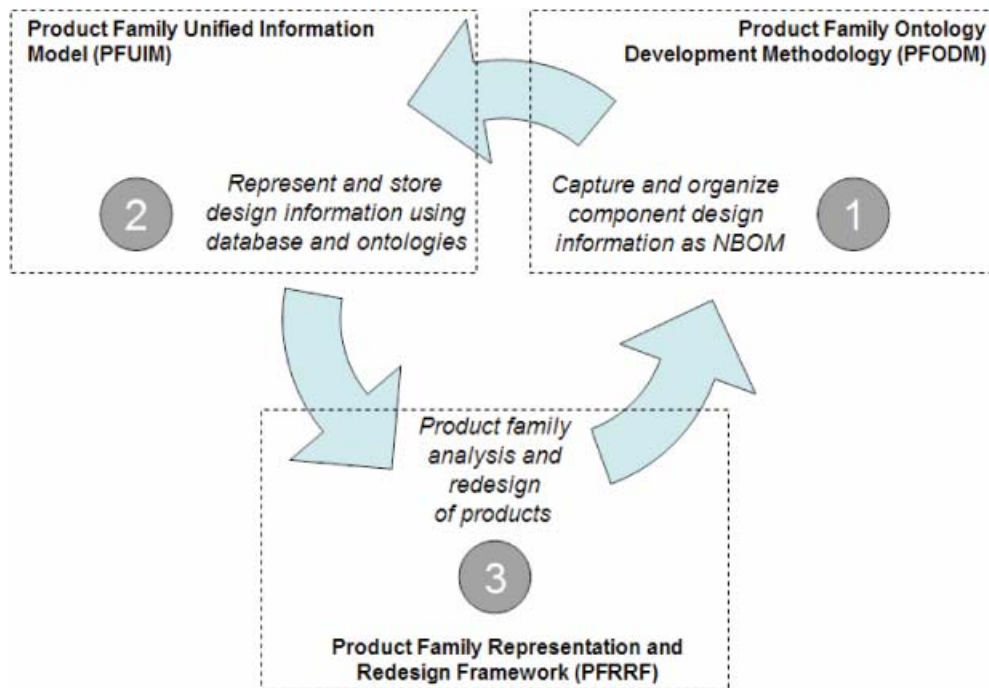 Product Family Unified Information
Model (PFUIM)
Product Family Ontology
Development Methodology (PFODM)
2
Represent and store
design information using
database and ontologies
Capture and organize
component design
information as NBOM
1
Product family
analysis and
redesign
of products
3
Product Family Representation and
Redesign Framework (PFRRF)